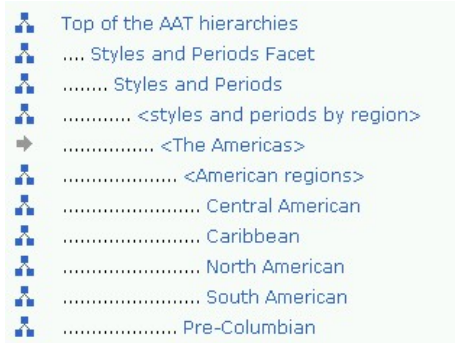 Top of the AAT hierarchies
.... Styles and Periods Facet
........ Styles and Periods
............ <styles and periods by region>
................ <The Americas>
.................... <American regions>
........................ Central American
........................ Caribbean
........................ North American
........................ South American
.................... Pre-Columbian